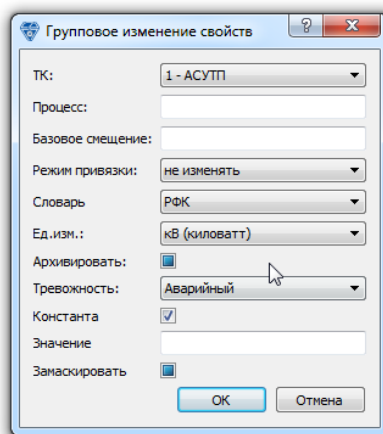 Групповое изменение свойств
ТК: 1 - АСУТП
Процесс:
Базовое смещение:
Режим привязки: не изменять
Словарь РФК
Ед.изм.: кВ (киловатт)
Архивировать:
Тревожность: Аварийный
Константа
Значение
Замаскировать
ОК Отмена